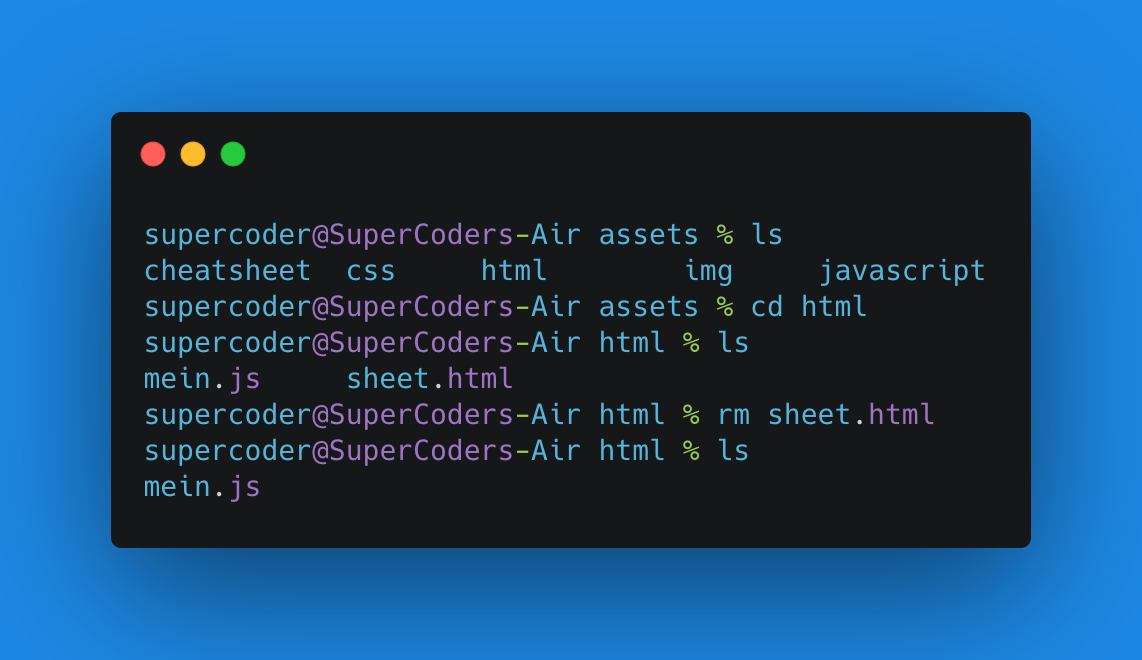 supercoder@SuperCoders-Air assets % ls
cheatsheet  css     html        img     javascript
supercoder@SuperCoders-Air assets % cd html
supercoder@SuperCoders-Air html % ls
mein.js     sheet.html
supercoder@SuperCoders-Air html % rm sheet.html
supercoder@SuperCoders-Air html % ls
mein.js